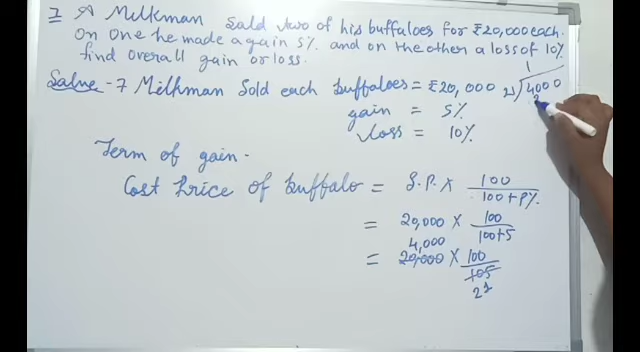 I A Milkman Sald two of his buffaloes for ₹20,000 each.
On one he made a gain 5% and on the other a loss of 10%
find overall gain or loss.
Salue -7 Milkman Sold each buffaloes = ₹20,000
gain = 5%
loss = 10%
21)4000
1
2
Term of gain.
Cost Price of buffalo = S.P. × 100/100+P%
= 20,000 × 100/100+5
4,000
= 20,000 × 100/105
21